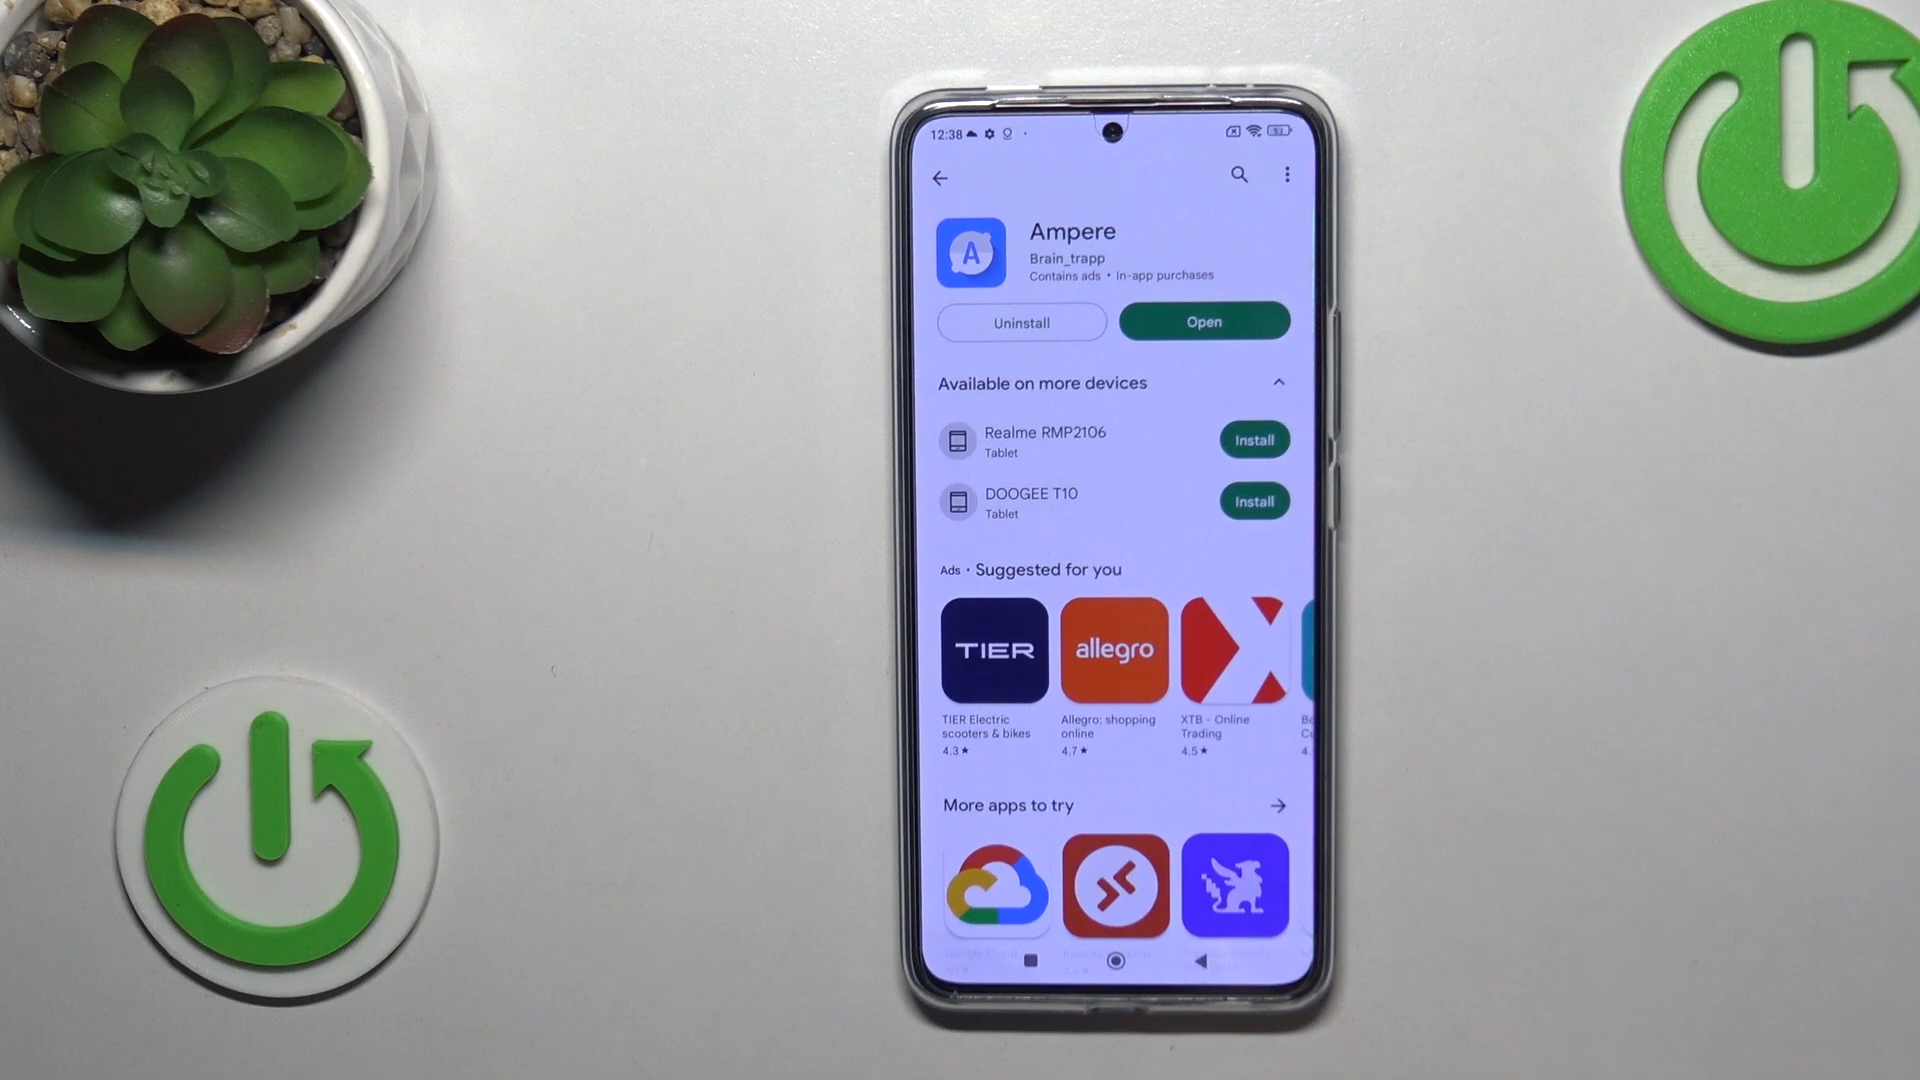 12:38
53
Ampere
Brain_trapp
Contains ads • In-app purchases
A
Uninstall
Open
Available on more devices
Realme RMP2106
Tablet
Install
DOOGEE T10
Tablet
Install
Ads • Suggested for you
TIER
allegro
TIER Electric
scooters & bikes
4.3★
Allegro: shopping
online
4.7★
XTB - Online
Trading
4.5★
4.
More apps to try